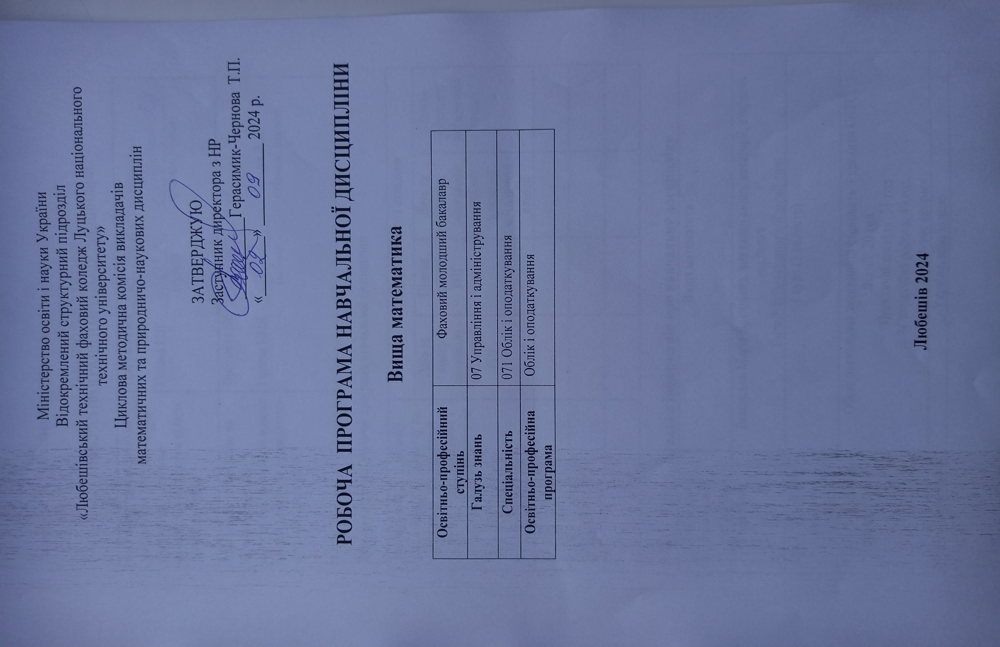 Міністерство освіти і науки України
Відокремлений структурний підрозділ
«Любешівський технічний фаховий коледж Луцького національного
технічного університету»
Циклова методична комісія викладачів
математичних та природничо-наукових дисциплін
ЗАТВЕРДЖУЮ
Заступник директора з НР
Герасимик-Чернова Т.П.
« 02 » 09 2024 р.
РОБОЧА ПРОГРАМА НАВЧАЛЬНОЇ ДИСЦИПЛІНИ
Вища математика
Освітньо-професійний ступінь Фаховий молодший бакалавр
Галузь знань 07 Управління і адміністрування
Спеціальність 071 Облік і оподаткування
Освітньо-професійна програма Облік і оподаткування
Любешів 2024